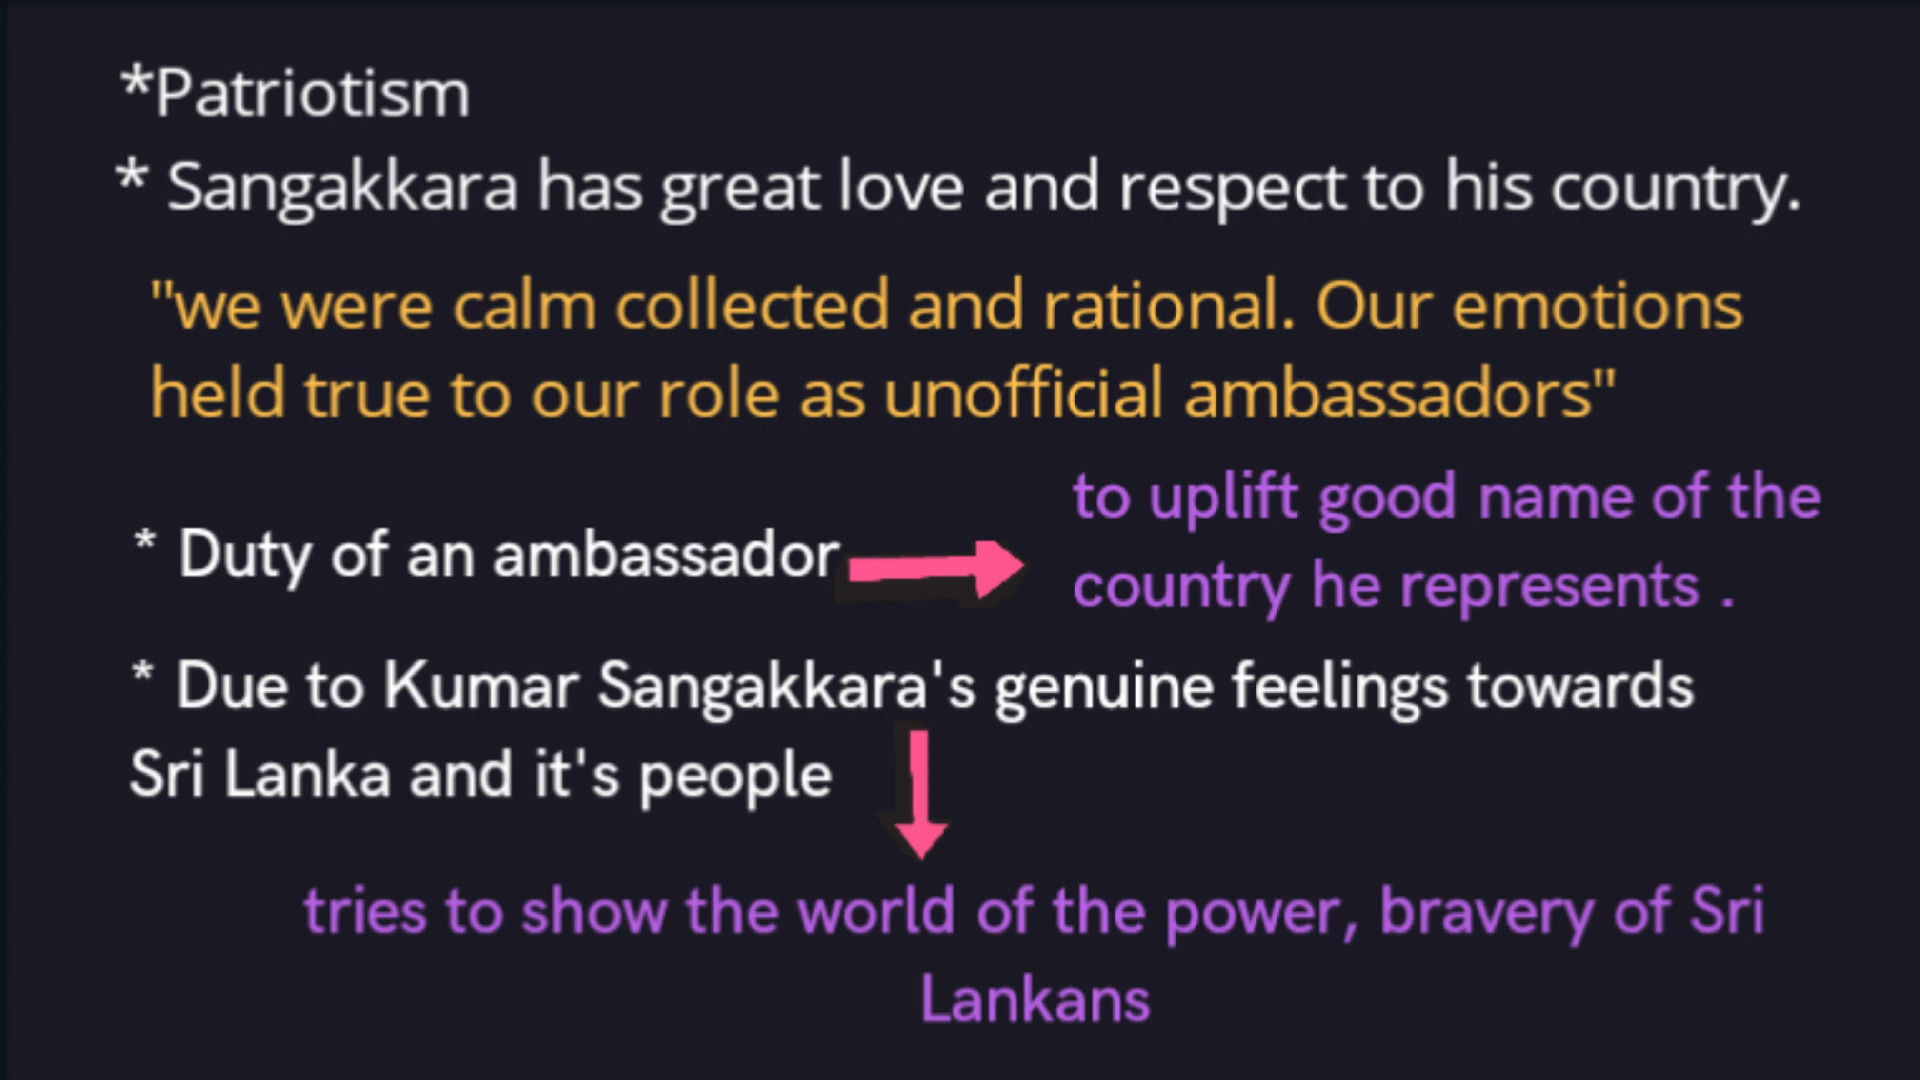 *Patriotism
* Sangakkara has great love and respect to his country.
"we were calm collected and rational. Our emotions
held true to our role as unofficial ambassadors"
* Duty of an ambassador
to uplift good name of the
country he represents .
* Due to Kumar Sangakkara's genuine feelings towards
Sri Lanka and it's people
tries to show the world of the power, bravery of Sri
Lankans